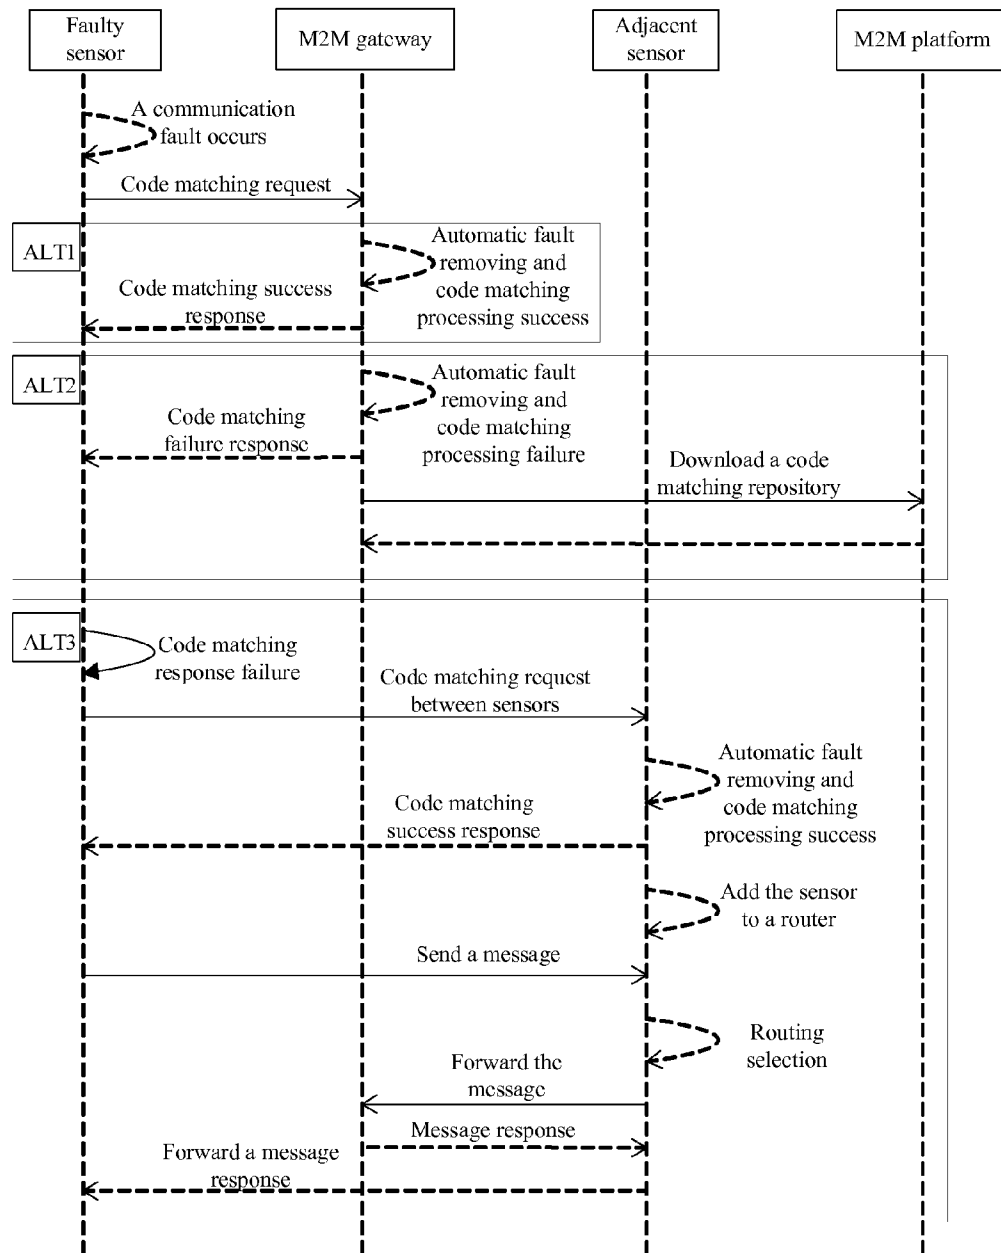 Faulty
sensor
M2M gateway
Adjacent
sensor
M2M platform
A communication
fault occurs
Code matching request
ALT1
Automatic fault
removing and
code matching
processing success
Code matching success
response
ALT2
Automatic fault
removing and
code matching
processing failure
Code matching
failure response
Download a code
matching repository
ALT3
Code matching
response failure
Code matching request
between sensors
Automatic fault
removing and
code matching
processing success
Code matching
success response
Add the sensor
to a router
Send a message
Routing
selection
Forward the
message
Message response
Forward a message
response